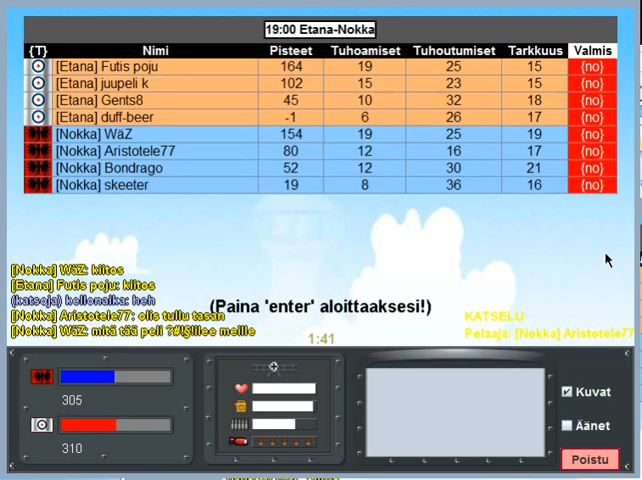 19:00 Etana-Nokka
{T} Nimi Pisteet Tuhoamiset Tuhoutumiset Tarkkuus Valmis
[Etana] Futis poju 164 19 25 15 {no}
[Etana] juupeli k 102 15 23 15 {no}
[Etana] Gents8 45 10 32 18 {no}
[Etana] duff-beer -1 6 26 17 {no}
[Nokka] WäZ 154 19 25 19 {no}
[Nokka] Aristotele77 80 12 16 17 {no}
[Nokka] Bondrago 52 12 30 21 {no}
[Nokka] skeeter 19 8 36 16 {no}
[Nokka] WäZ: kiitos
[Etana] Futis poju: kiitos
(katsoja) kellonaika: heh
[Nokka] Aristotele77: olis tullu tasan
[Nokka] WäZ: mitä tää peli
meille
(Paina 'enter' aloittaaksesi!)
KATSELU
Pelaaja: [Nokka] Aristotele77
1:41
305
310
Kuvat
Äänet
Poistu